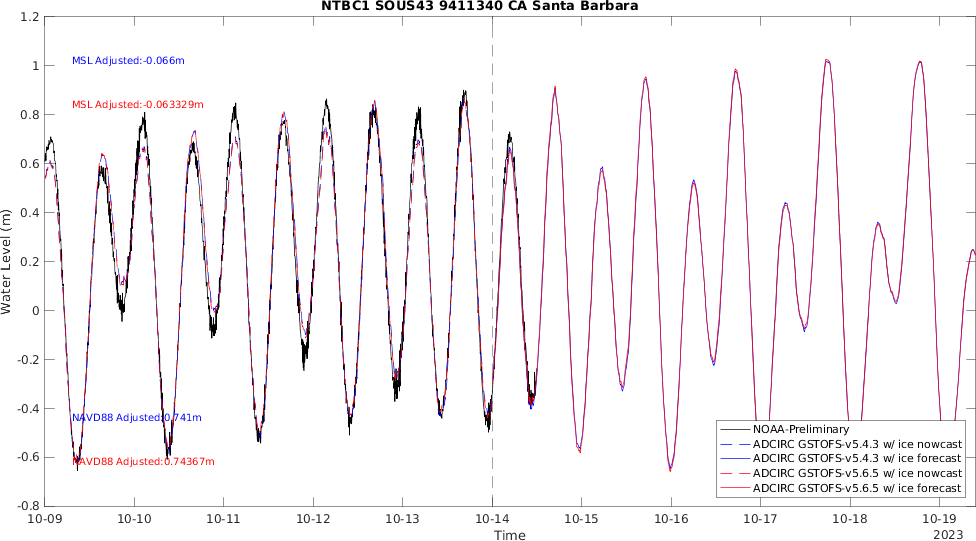 NTBC1 SOUS43 9411340 CA Santa Barbara
1.2
1
0.8
0.6
0.4
0.2
0
-0.2
-0.4
-0.6
-0.8
Water Level (m)
MSL Adjusted:-0.066m
MSL Adjusted:-0.063329m
NAVD88 Adjusted:0.741m
NAVD88 Adjusted:0.74367m
NOAA-Preliminary
ADCIRC GSTOFS-v5.4.3 w/ ice nowcast
ADCIRC GSTOFS-v5.4.3 w/ ice forecast
ADCIRC GSTOFS-v5.6.5 w/ ice nowcast
ADCIRC GSTOFS-v5.6.5 w/ ice forecast
10-09 10-10 10-11 10-12 10-13 10-14 10-15 10-16 10-17 10-18 10-19
Time
2023